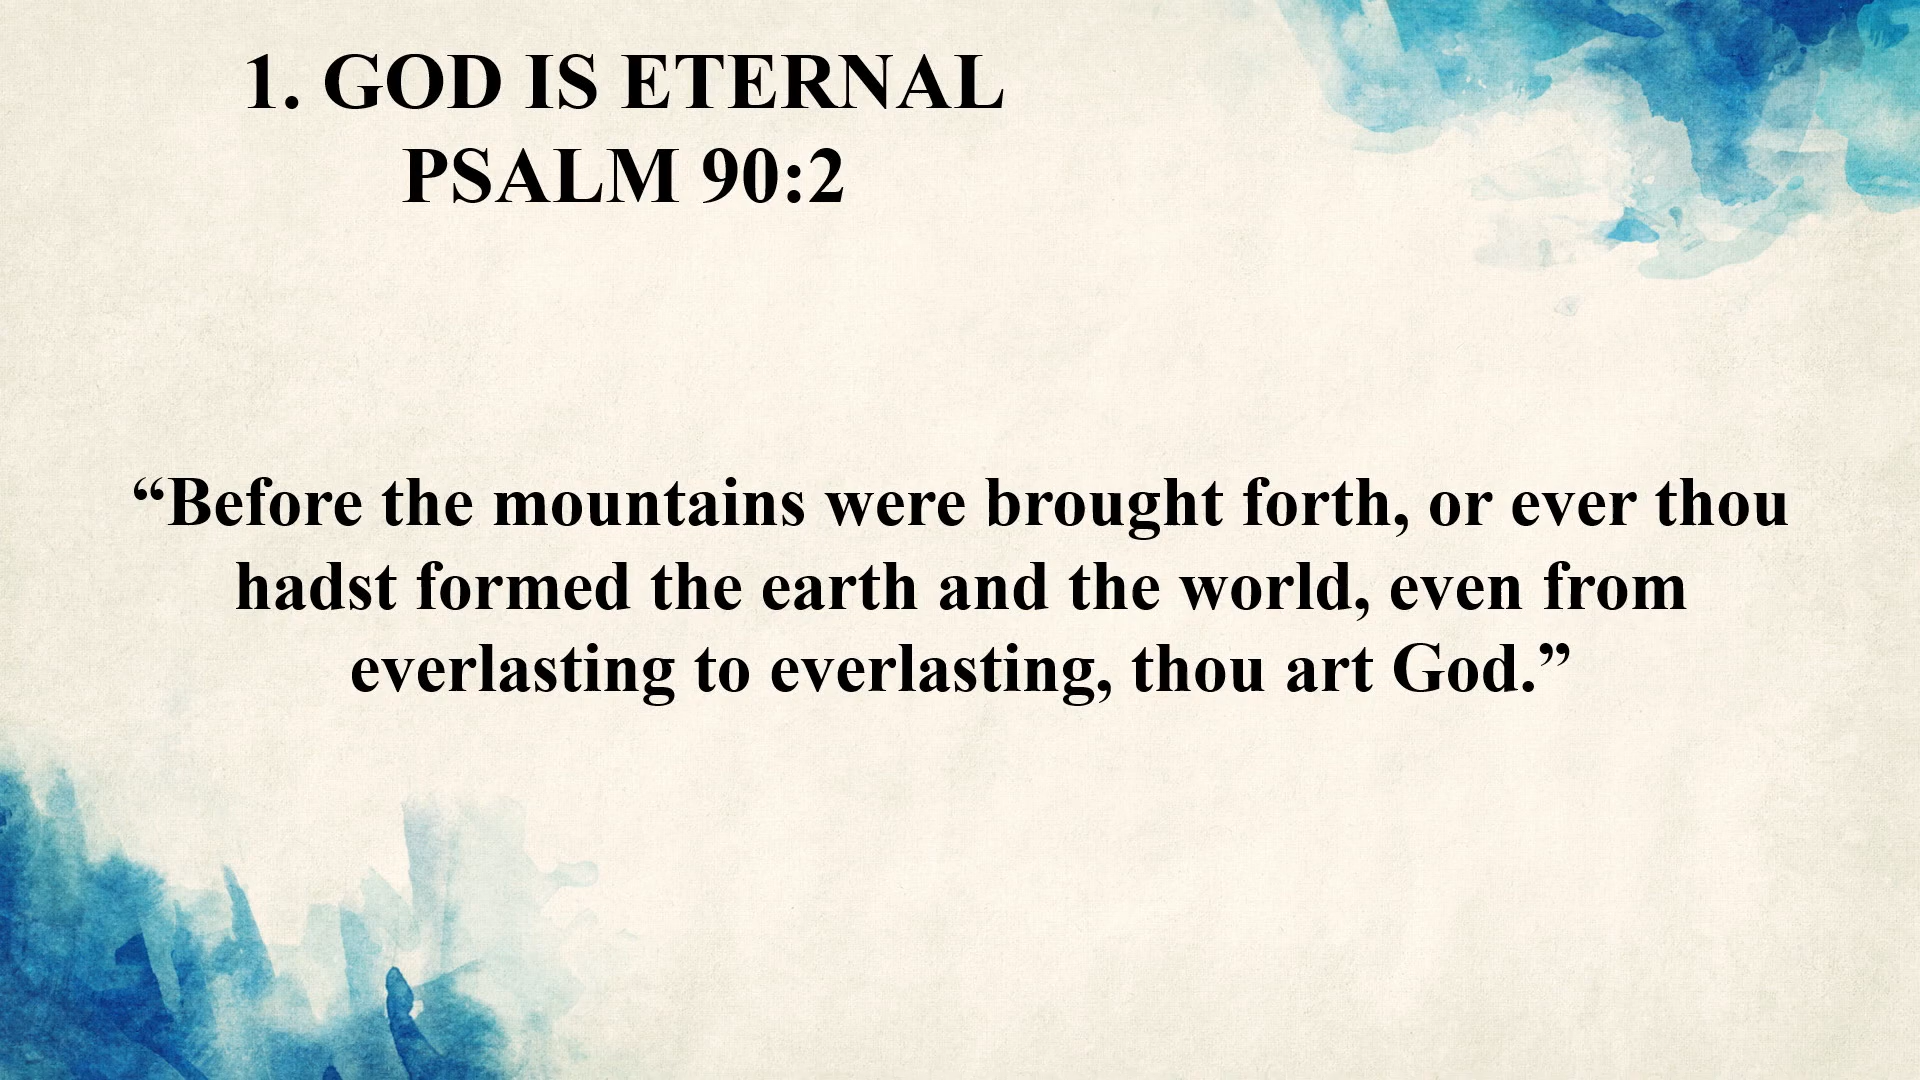 1. GOD IS ETERNAL
PSALM 90:2
“Before the mountains were brought forth, or ever thou
hadst formed the earth and the world, even from
everlasting to everlasting, thou art God.”